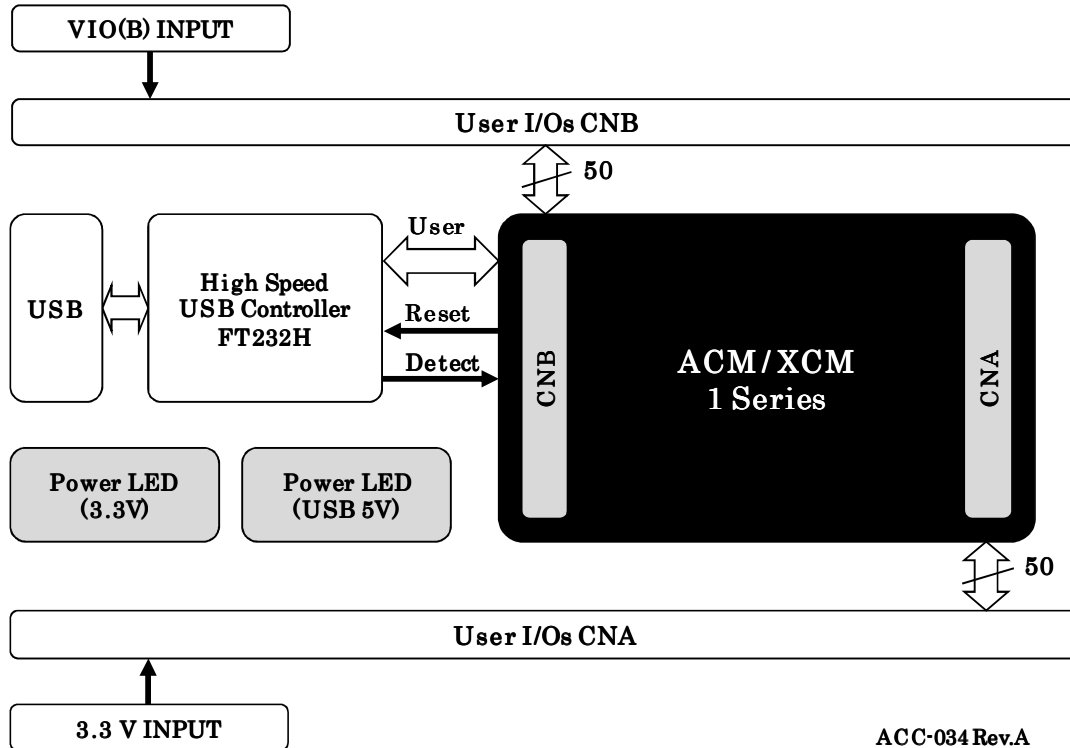 VIO(B) INPUT
User I/Os CNB
50
User
USB
High Speed
USB Controller
FT232H
Reset
Detect
CNB
ACM/XCM
1 Series
CNA
Power LED
(3.3V)
Power LED
(USB 5V)
50
User I/Os CNA
3.3 V INPUT
ACC-034 Rev.A